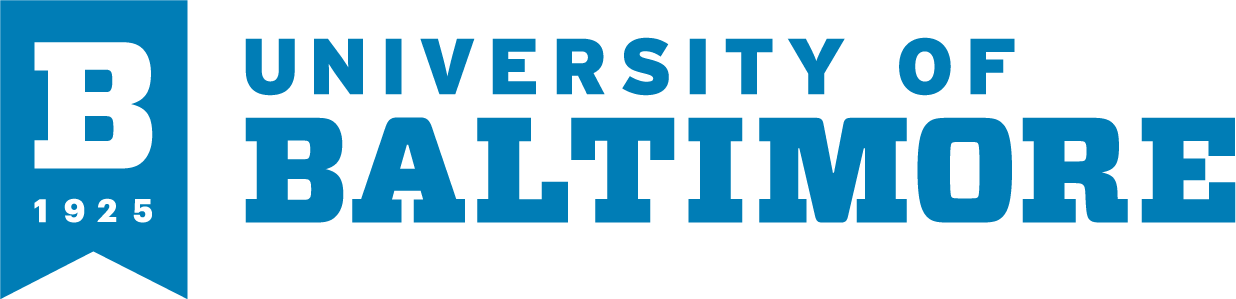 B
1925
UNIVERSITY OF
BALTIMORE